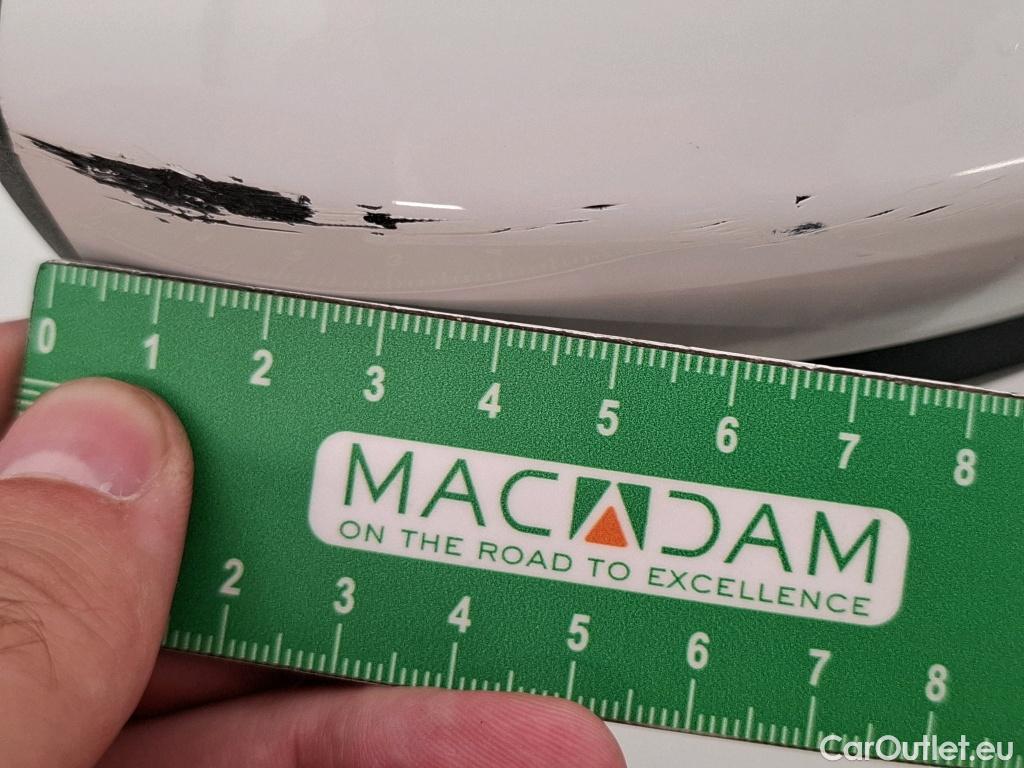 0 1 2 3 4 5 6 7 8
MACADAM
ON THE ROAD TO EXCELLENCE
2 3 4 5 6 7 8
CarOutlet.eu